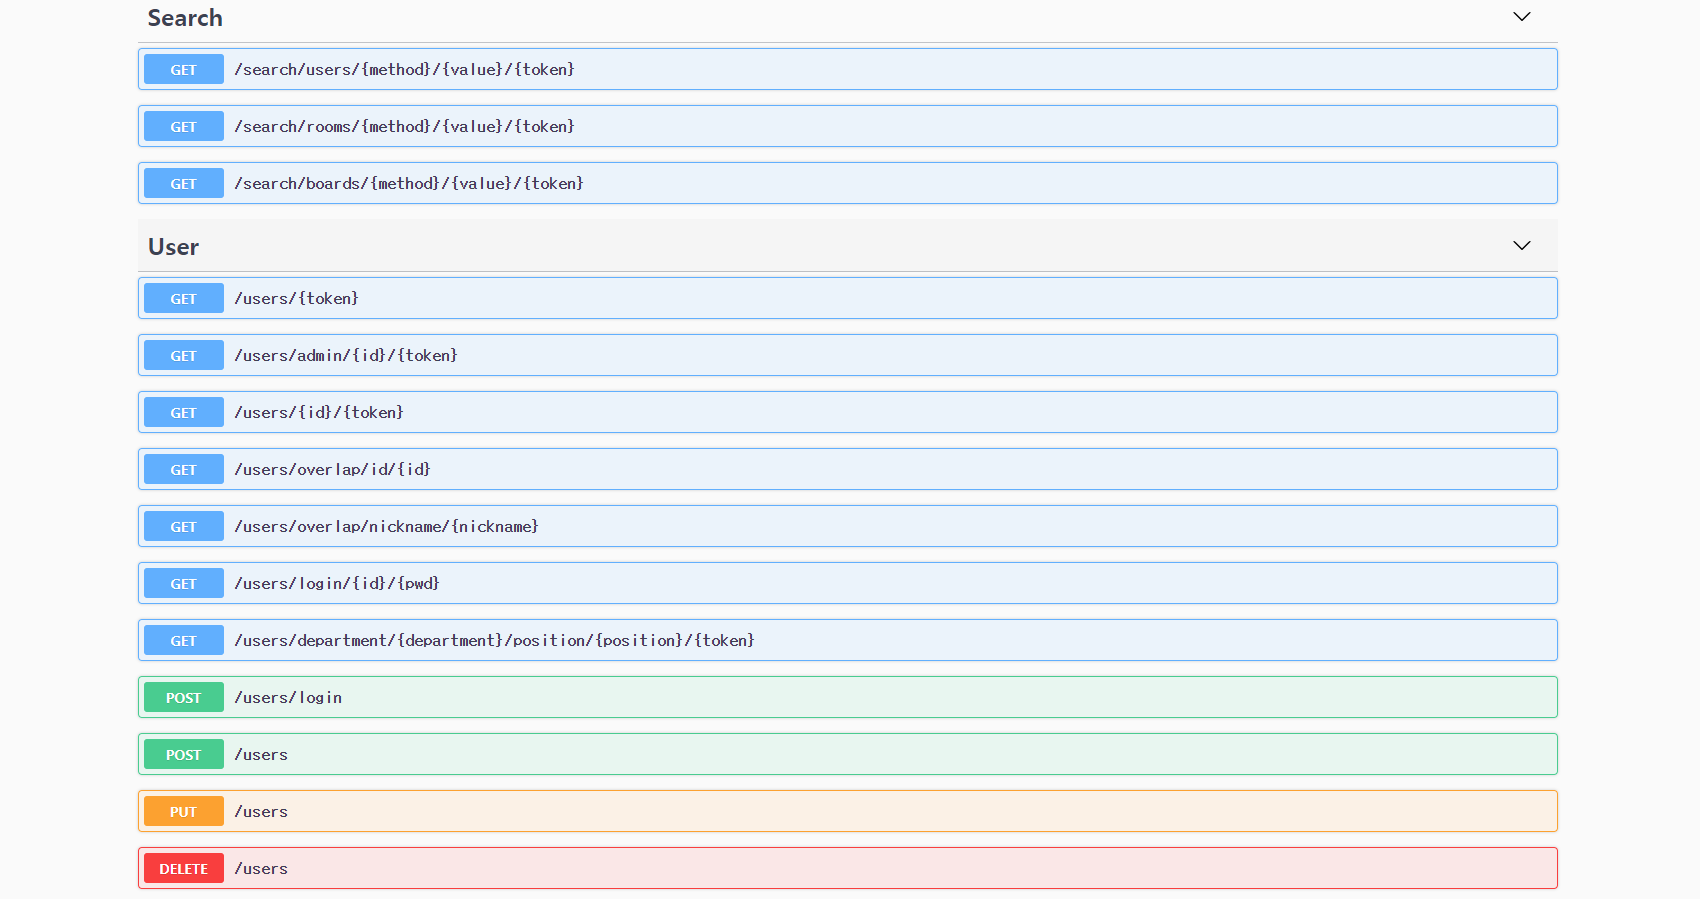 Search
GET /search/users/{method}/{value}/{token}
GET /search/rooms/{method}/{value}/{token}
GET /search/boards/{method}/{value}/{token}
User
GET /users/{token}
GET /users/admin/{id}/{token}
GET /users/{id}/{token}
GET /users/overlap/id/{id}
GET /users/overlap/nickname/{nickname}
GET /users/login/{id}/{pwd}
GET /users/department/{department}/position/{position}/{token}
POST /users/login
POST /users
PUT /users
DELETE /users